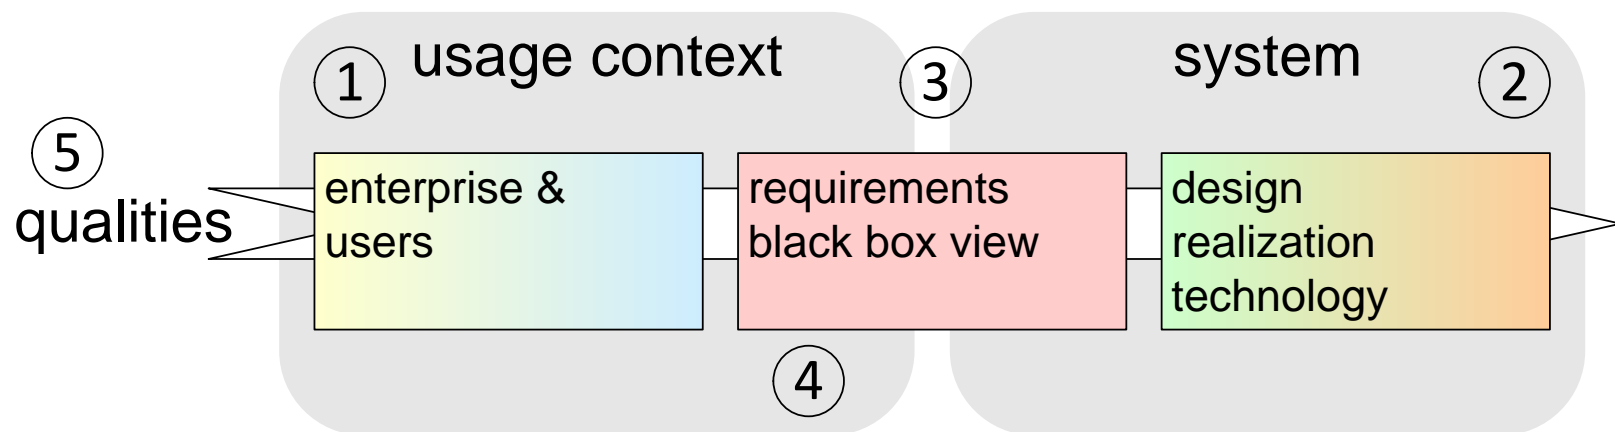 usage context
system
①
③
②
⑤
qualities
enterprise &
users
requirements
black box view
design
realization
technology
④